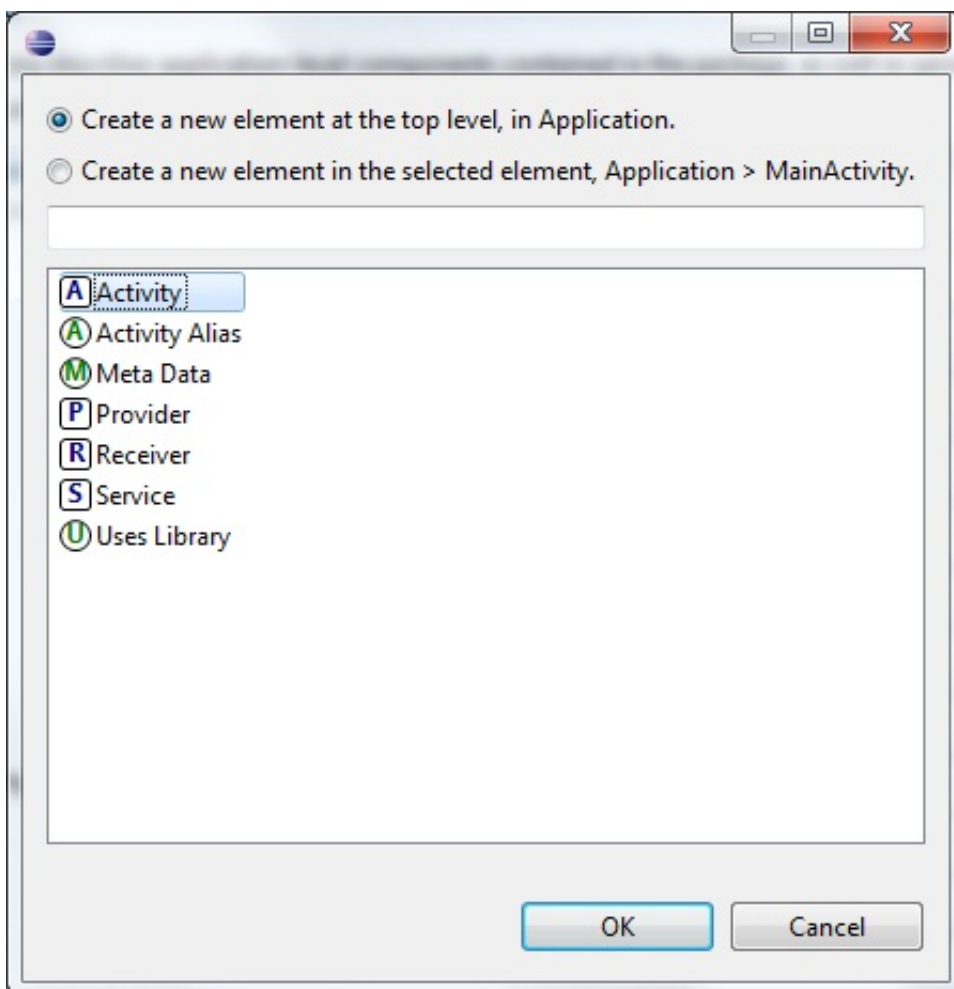 Create a new element at the top level, in Application.
Create a new element in the selected element, Application > MainActivity.
A Activity
A Activity Alias
M Meta Data
P Provider
R Receiver
S Service
U Uses Library
OK Cancel